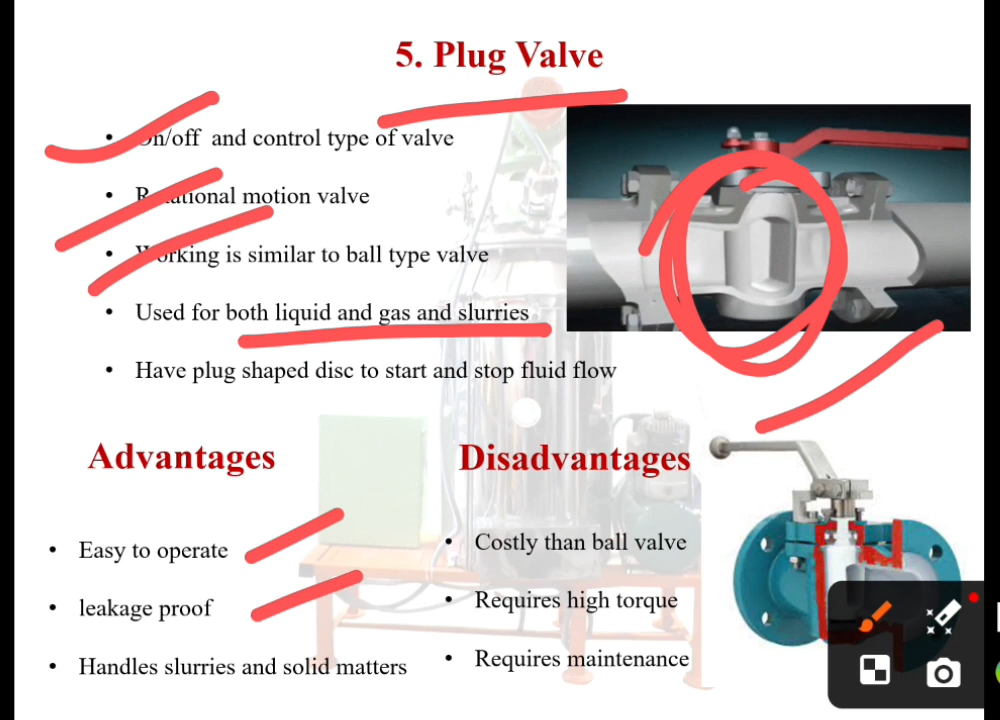 5. Plug Valve
• On/off and control type of valve
• Rotational motion valve
• Working is similar to ball type valve
• Used for both liquid and gas and slurries
• Have plug shaped disc to start and stop fluid flow
Advantages
• Easy to operate
• leakage proof
• Handles slurries and solid matters
Disadvantages
• Costly than ball valve
• Requires high torque
• Requires maintenance